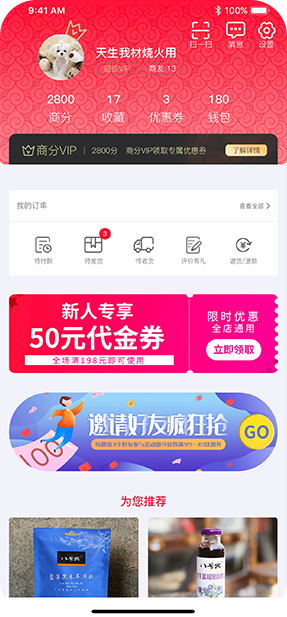 9:41 AM
100%
天生我材烧火用
超级VIP
商友 13
扫一扫
消息
设置
2800
17
3
180
商分
收藏
优惠券
钱包
商分VIP
2800分
商分VIP领取专属优惠券
了解详情
我的订单
查看全部 >
3
待付款
待发货
待收货
评价有礼
退货/退款
新人专享
50元代金券
全场满198元即可使用
限时优惠
全店通用
立即领取
邀请好友疯狂抢
GO
100
为您推荐